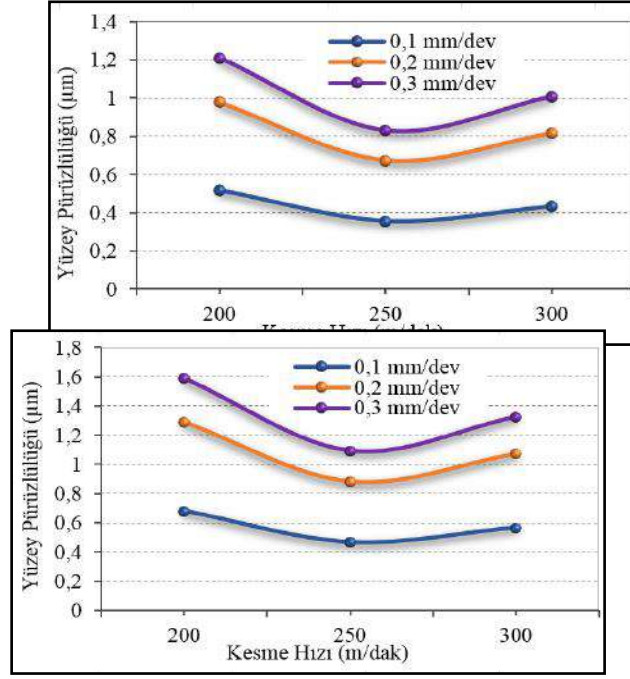 1,4
1,2
1
0,8
0,6
0,4
0,2
0
Yüzey Pürüzlülüğü (µm)
0,1 mm/dev
0,2 mm/dev
0,3 mm/dev
200 250 300
Kesme Hızı (m/dak)
1,8
1,6
1,4
1,2
1
0,8
0,6
0,4
0,2
0
Yüzey Pürüzlülüğü (µm)
0,1 mm/dev
0,2 mm/dev
0,3 mm/dev
200 250 300
Kesme Hızı (m/dak)